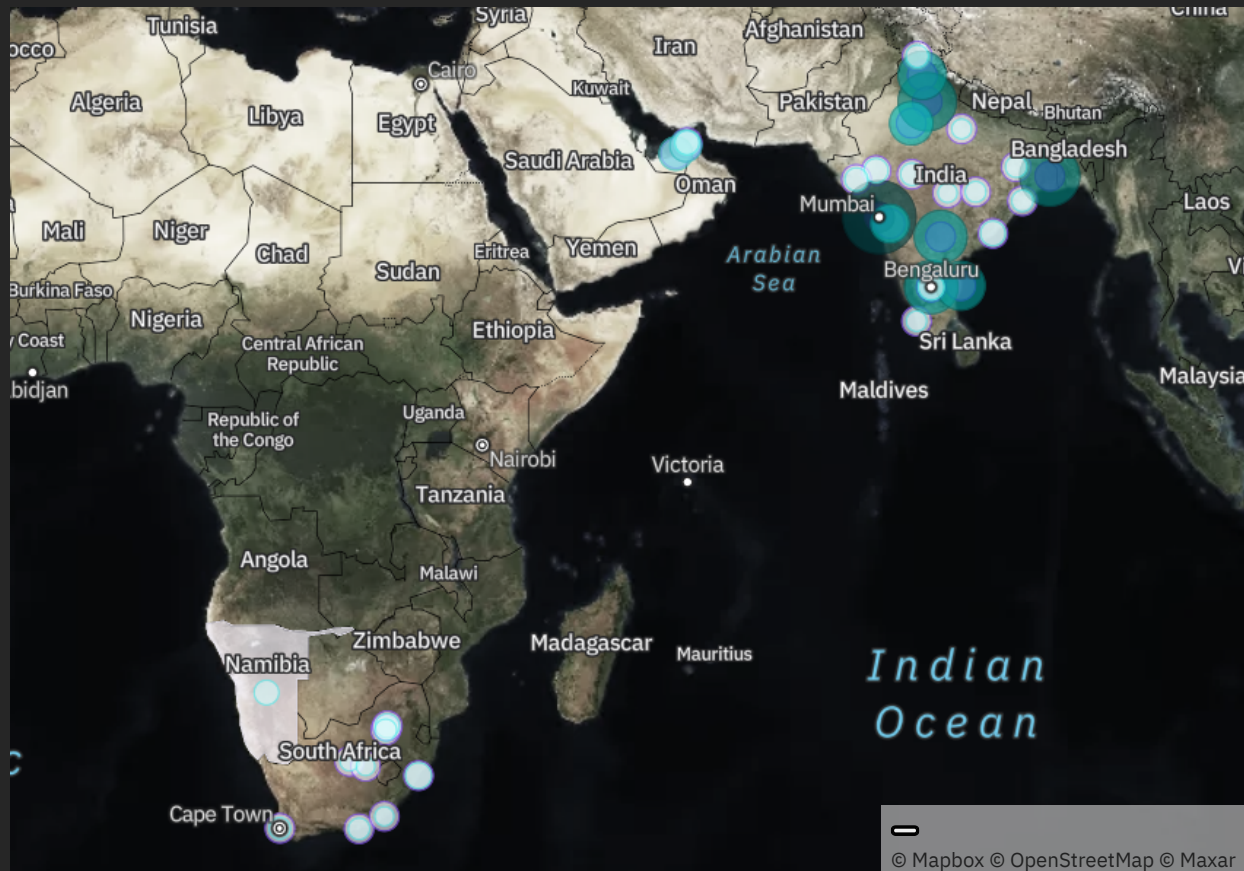 Tunisia
Syria
China
occo
Iran
Afghanistan
Cairo
Kuwait
Algeria
Libya
Egypt
Pakistan
Nepal
Bhutan
Bangladesh
Saudi Arabia
Oman
India
Mumbai
Laos
Mali
Niger
Chad
Eritrea
Yemen
Arabian
Sea
Sudan
Bengaluru
Vi
Burkina Faso
Nigeria
Ethiopia
y Coast
Central African
Republic
Sri Lanka
bidjan
Malaysia
Maldives
Uganda
Republic of
the Congo
Nairobi
Victoria
Tanzania
Angola
Malawi
Zimbabwe
Madagascar
Mauritius
Namibia
Indian
Ocean
South Africa
c
Cape Town
© Mapbox © OpenStreetMap © Maxar